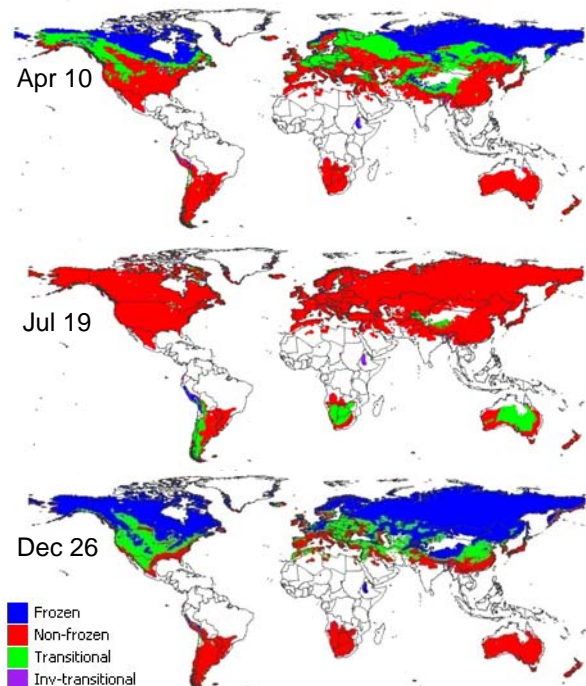 Apr 10
Jul 19
Dec 26
Frozen
Non-frozen
Transitional
Inv-transitional